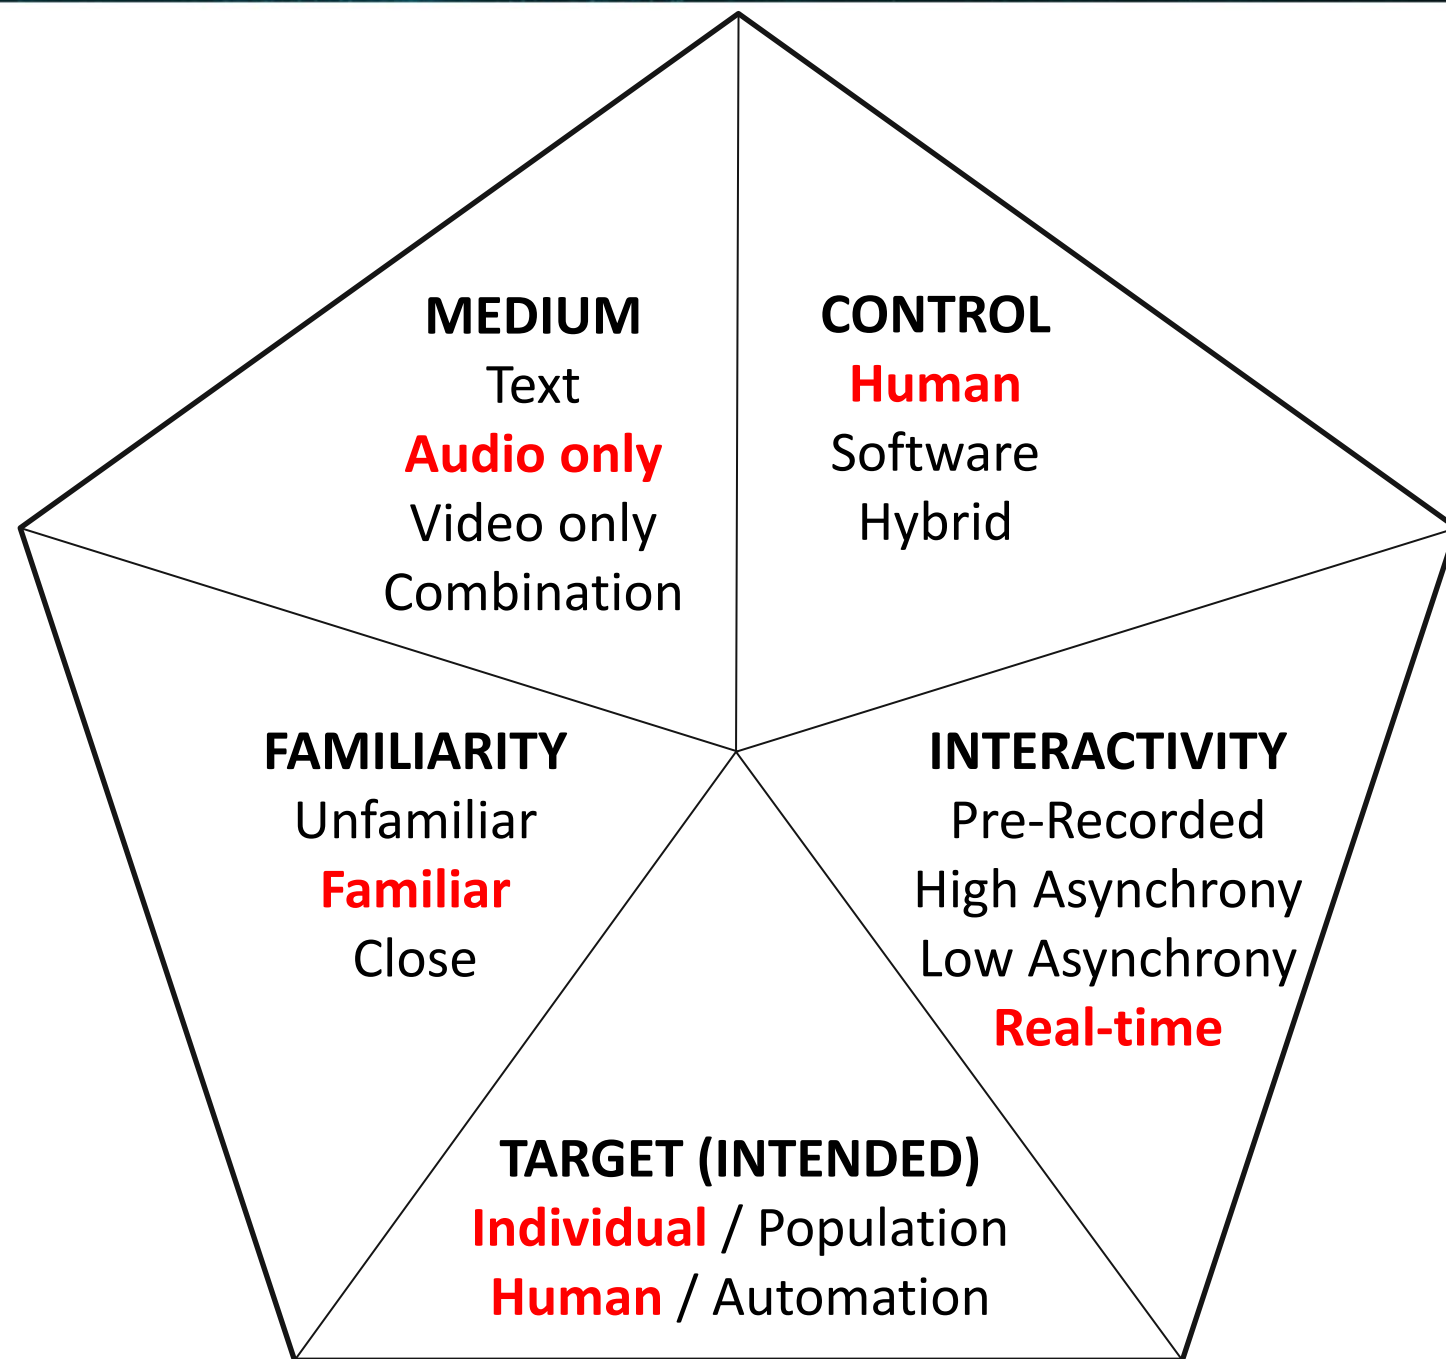 MEDIUM
Text
Audio only
Video only
Combination
CONTROL
Human
Software
Hybrid
FAMILIARITY
Unfamiliar
Familiar
Close
INTERACTIVITY
Pre-Recorded
High Asynchrony
Low Asynchrony
Real-time
TARGET (INTENDED)
Individual / Population
Human / Automation